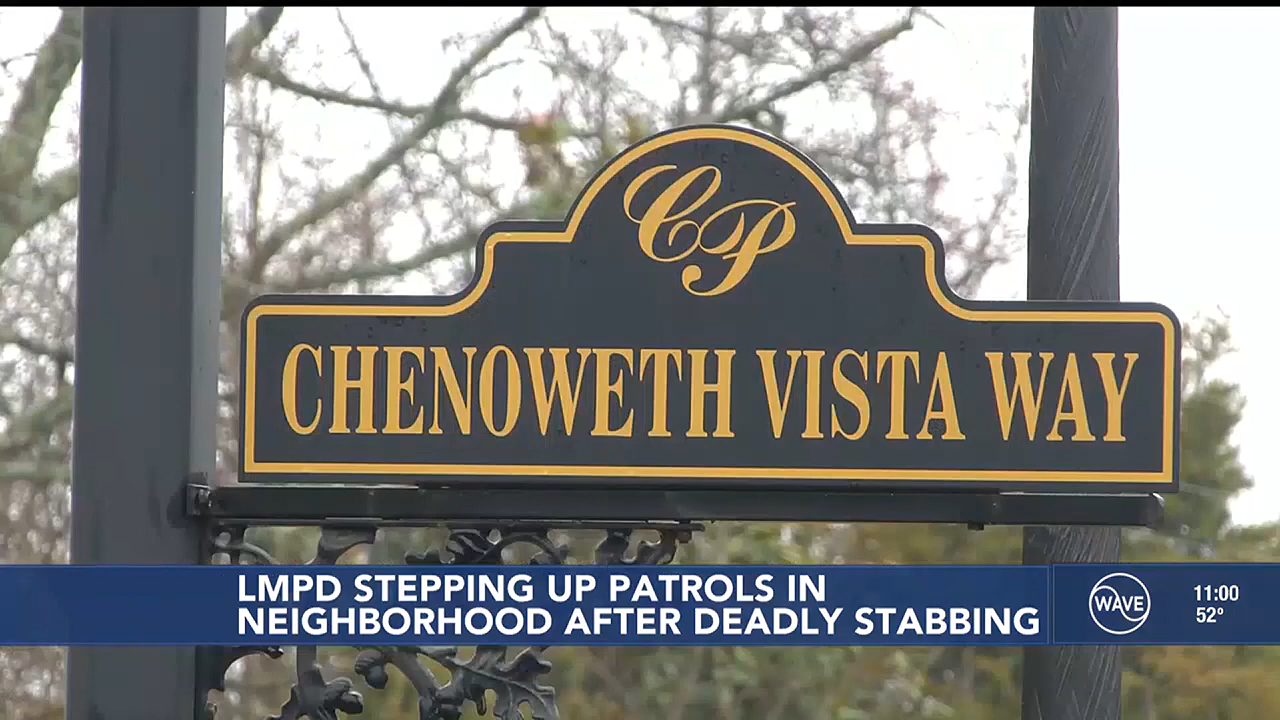 CP
CHENOWETH VISTA WAY
LMPD STEPPING UP PATROLS IN
NEIGHBORHOOD AFTER DEADLY STABBING
WAVE
11:00
52°